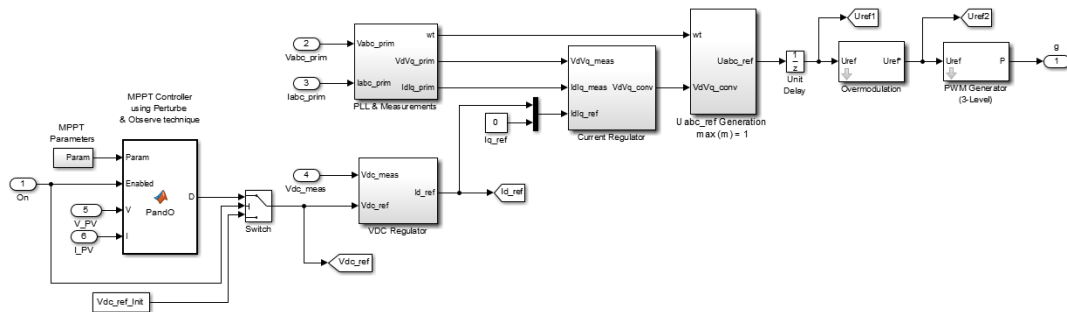 Uref1
Uref2
2
Vabc_prim
3
Iabc_prim
Vabc_prim
Iabc_prim
wt
VdVq_prim
IdIq_prim
PLL & Measurements
VdVq_meas
IdIq_meas
IdIq_ref
VdVq_conv
Current Regulator
0
Iq_ref
wt
Uabc_ref
VdVq_conv
Uabc_ref Generation
max (m) = 1
1
z
Unit
Delay
Uref
Uref*
Overmodulation
Uref
P
PWM Generator
(3-Level)
g
1
MPPT Controller
using Perturbe
& Observe technique
MPPT
Parameters
Param
1
On
5
V_PV
6
I_PV
Param
Enabled
V
I
D
PandO
Switch
4
Vdc_meas
Vdc_meas
Vdc_ref
Id_ref
VDC Regulator
Id_ref
Vdc_ref
Vdc_ref_Init